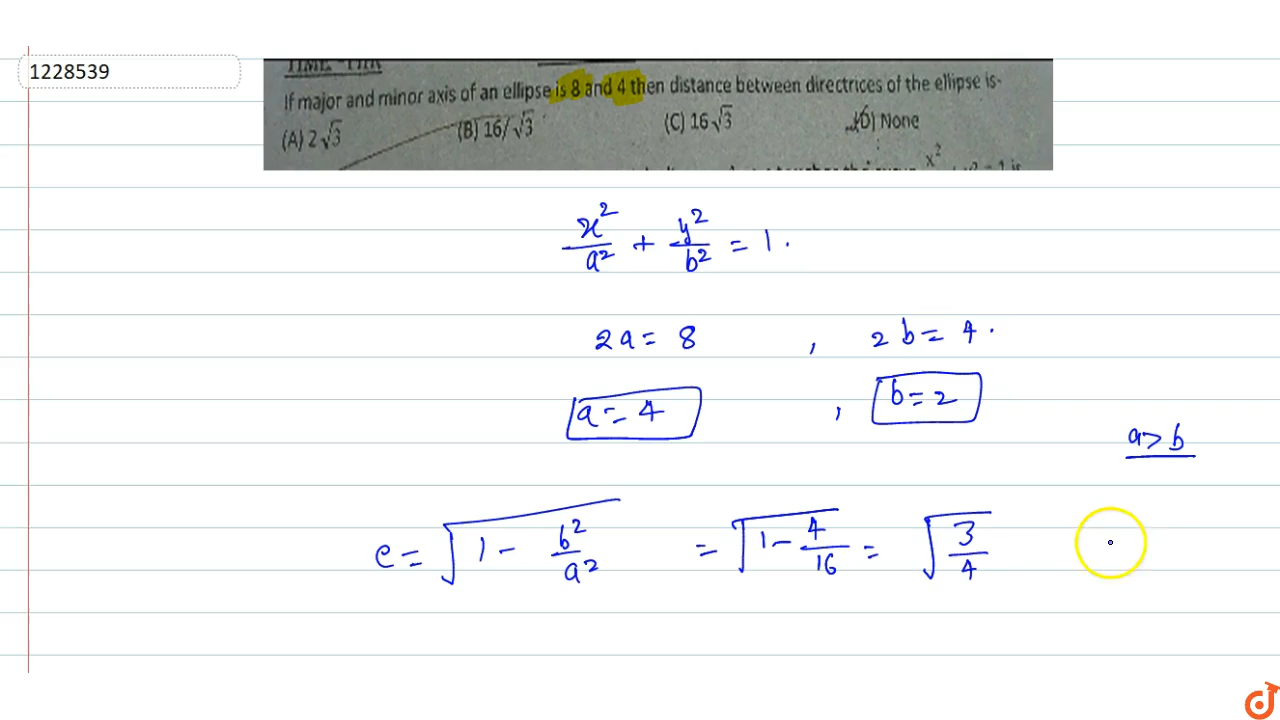 1228539
TIME
If major and minor axis of an ellipse is 8 and 4 then distance between directrices of the ellipse is-
(A) 2√3 (B) 16/√3 (C) 16√3 (D) None
x²
x²/a² + y²/b² = 1.
2a = 8 , 2b = 4.
a = 4 , b = 2
a > b
e = √(1 - b²/a²) = √(1 - 4/16) = √(3/4)